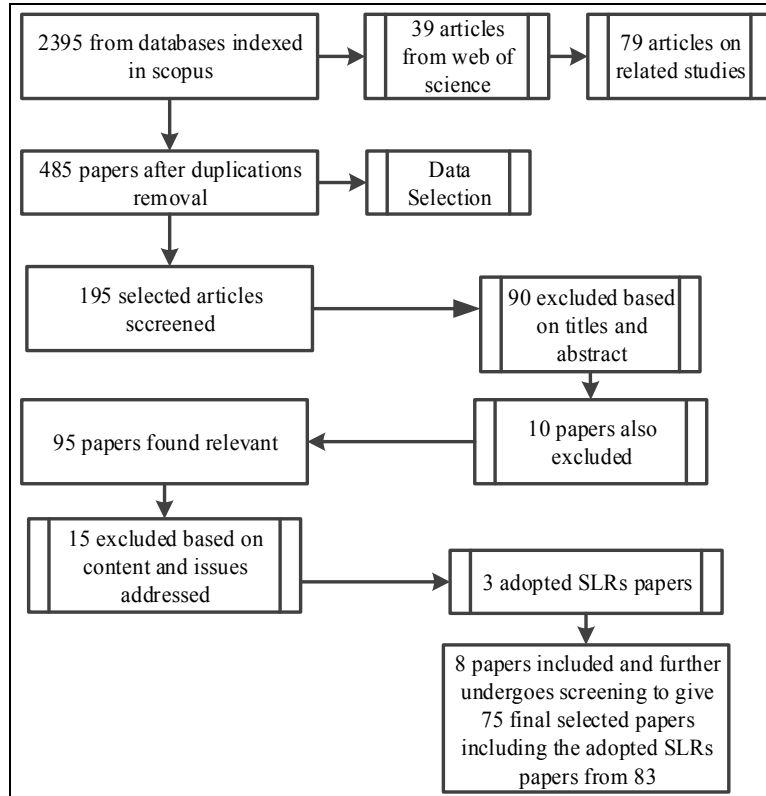 2395 from databases indexed
in scopus
39 articles
from web of
science
79 articles on
related studies
485 papers after duplications
removal
Data
Selection
195 selected articles
sccreened
90 excluded based
on titles and
abstract
95 papers found relevant
10 papers also
excluded
15 excluded based on
content and issues
addressed
3 adopted SLRs papers
8 papers included and further
undergoes screening to give
75 final selected papers
including the adopted SLRs
papers from 83